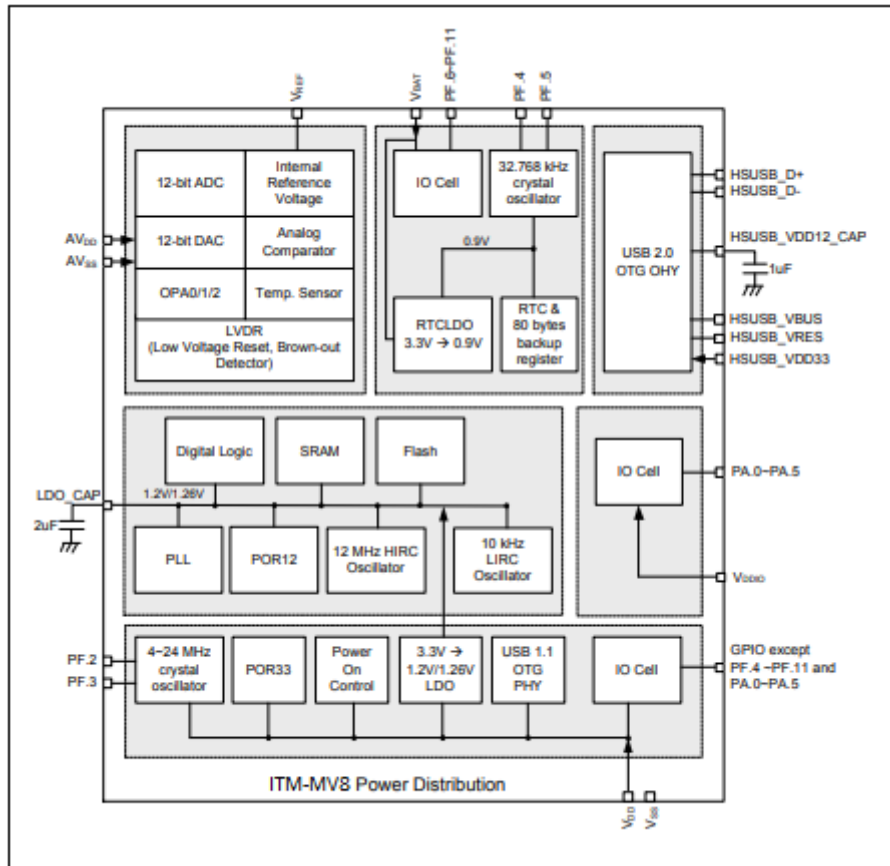 VREF
VBAT
PF.6~PF.11
PF.4
PF.5
12-bit ADC
Internal
Reference
Voltage
12-bit DAC
Analog
Comparator
OPA0/1/2
Temp. Sensor
LVDR
(Low Voltage Reset, Brown-out
Detector)
AVDD
AVSS
IO Cell
32.768 kHz
crystal
oscillator
0.9V
RTCLDO
3.3V → 0.9V
RTC &
80 bytes
backup
register
USB 2.0
OTG OHY
HSUSB_D+
HSUSB_D-
HSUSB_VDD12_CAP
1uF
HSUSB_VBUS
HSUSB_VRES
HSUSB_VDD33
Digital Logic
SRAM
Flash
LDO_CAP
1.2V/1.26V
2uF
PLL
POR12
12 MHz HIRC
Oscillator
10 kHz
LIRC
Oscillator
IO Cell
PA.0~PA.5
VDDIO
PF.2
PF.3
4~24 MHz
crystal
oscillator
POR33
Power
On
Control
3.3V →
1.2V/1.26V
LDO
USB 1.1
OTG
PHY
IO Cell
GPIO except
PF.4 ~PF.11 and
PA.0~PA.5
ITM-MV8 Power Distribution
VDD
VSS